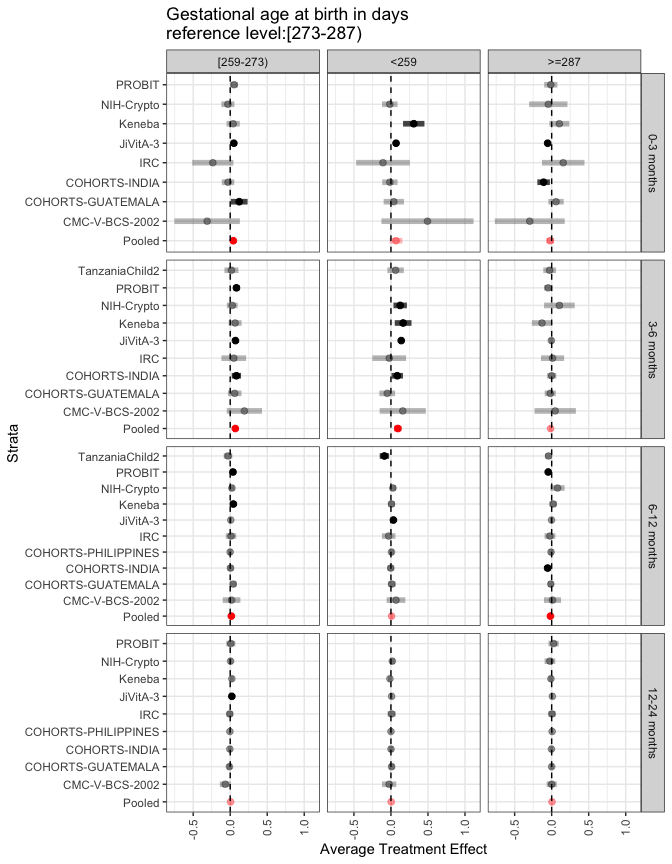 Gestational age at birth in days
reference level:[273-287)
[259-273)
<259
>=287
PROBIT
NIH-Crypto
Keneba
JiVitA-3
IRC
COHORTS-INDIA
COHORTS-GUATEMALA
CMC-V-BCS-2002
Pooled
0-3 months
TanzaniaChild2
PROBIT
NIH-Crypto
Keneba
JiVitA-3
IRC
COHORTS-INDIA
COHORTS-GUATEMALA
CMC-V-BCS-2002
Pooled
3-6 months
Strata
TanzaniaChild2
PROBIT
NIH-Crypto
Keneba
JiVitA-3
IRC
COHORTS-PHILIPPINES
COHORTS-INDIA
COHORTS-GUATEMALA
CMC-V-BCS-2002
Pooled
6-12 months
PROBIT
NIH-Crypto
Keneba
JiVitA-3
IRC
COHORTS-PHILIPPINES
COHORTS-INDIA
COHORTS-GUATEMALA
CMC-V-BCS-2002
Pooled
12-24 months
-0.5 0.0 0.5 1.0 -0.5 0.0 0.5 1.0 -0.5 0.0 0.5 1.0
Average Treatment Effect